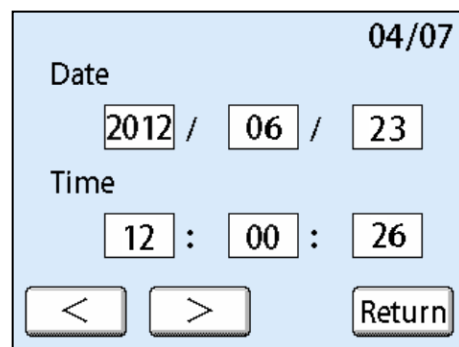 04/07
Date
2012 / 06 / 23
Time
12 : 00 : 26
< > Return